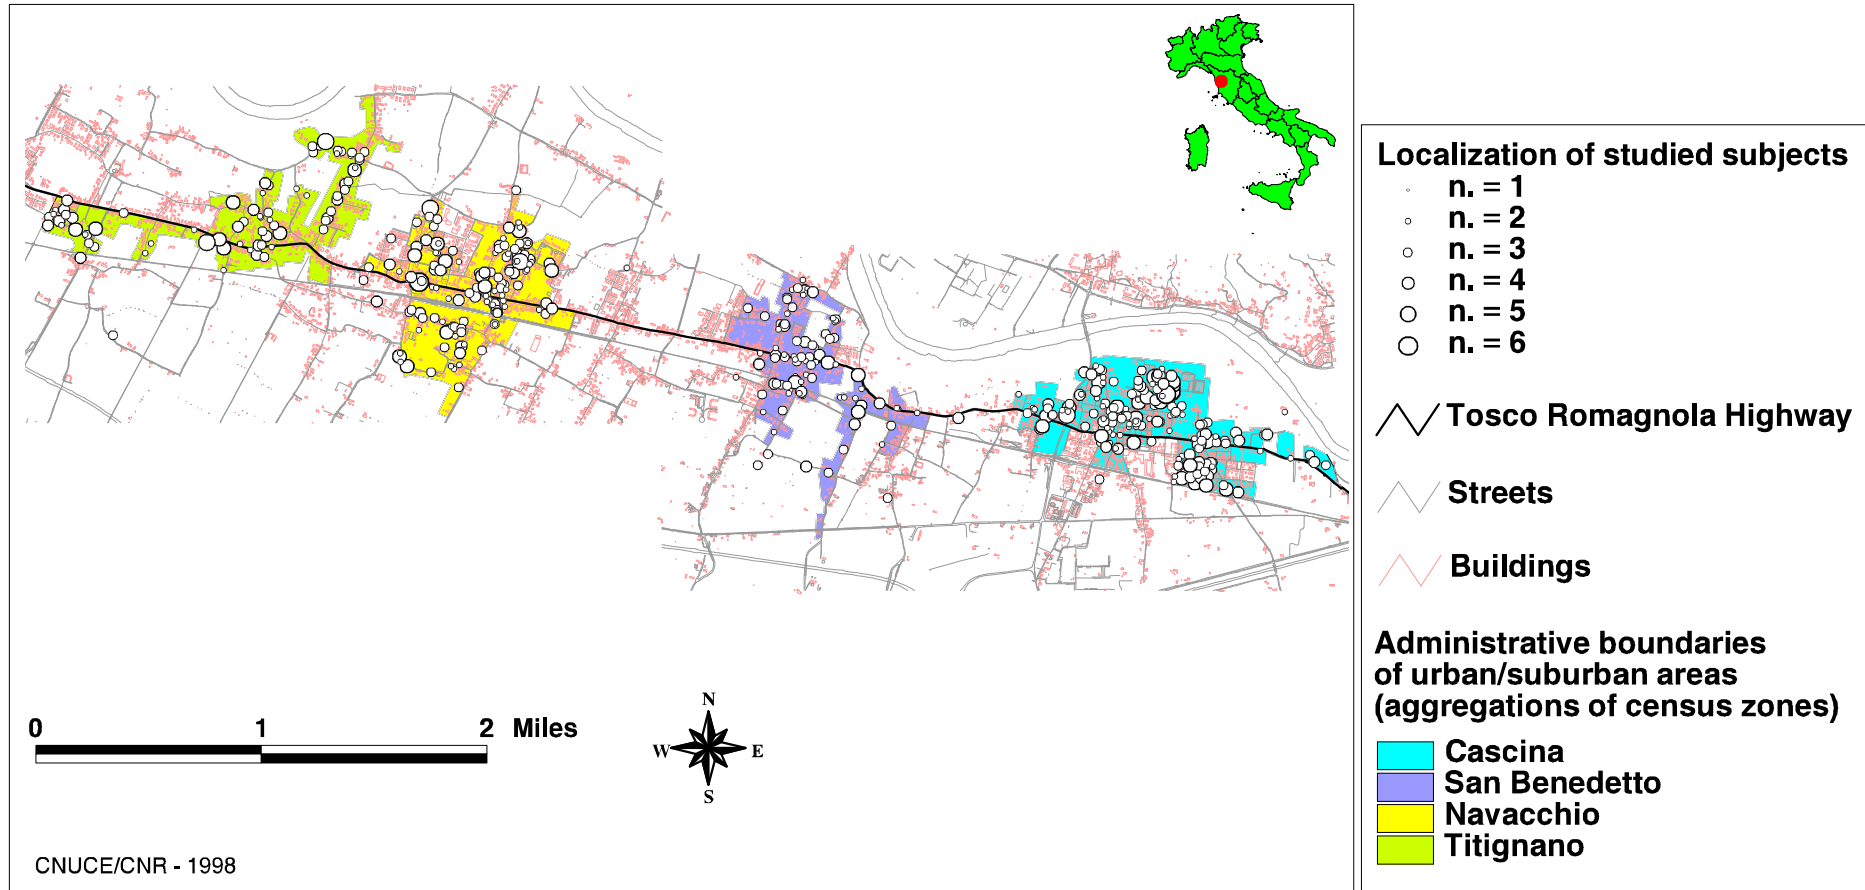 Localization of studied subjects
n. = 1
n. = 2
n. = 3
n. = 4
n. = 5
n. = 6
Tosco Romagnola Highway
Streets
Buildings
Administrative boundaries
of urban/suburban areas
(aggregations of census zones)
Cascina
San Benedetto
Navacchio
Titignano
0 1 2 Miles
N
W E
S
CNUCE/CNR - 1998